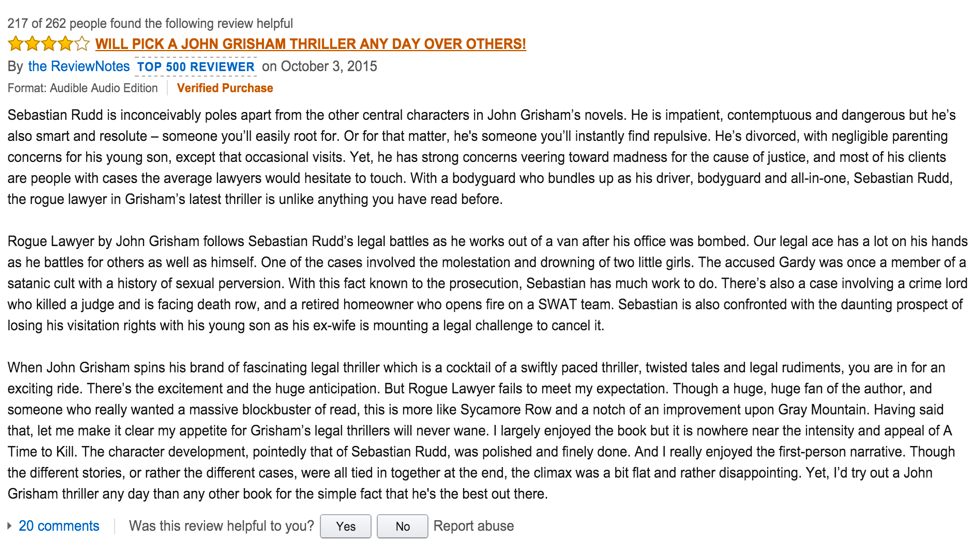 217 of 262 people found the following review helpful
WILL PICK A JOHN GRISHAM THRILLER ANY DAY OVER OTHERS!
By the ReviewNotes TOP 500 REVIEWER on October 3, 2015
Format: Audible Audio Edition Verified Purchase
Sebastian Rudd is inconceivably poles apart from the other central characters in John Grisham's novels. He is impatient, contemptuous and dangerous but he's
also smart and resolute – someone you'll easily root for. Or for that matter, he's someone you'll instantly find repulsive. He's divorced, with negligible parenting
concerns for his young son, except that occasional visits. Yet, he has strong concerns veering toward madness for the cause of justice, and most of his clients
are people with cases the average lawyers would hesitate to touch. With a bodyguard who bundles up as his driver, bodyguard and all-in-one, Sebastian Rudd,
the rogue lawyer in Grisham's latest thriller is unlike anything you have read before.
Rogue Lawyer by John Grisham follows Sebastian Rudd's legal battles as he works out of a van after his office was bombed. Our legal ace has a lot on his hands
as he battles for others as well as himself. One of the cases involved the molestation and drowning of two little girls. The accused Gardy was once a member of a
satanic cult with a history of sexual perversion. With this fact known to the prosecution, Sebastian has much work to do. There's also a case involving a crime lord
who killed a judge and is facing death row, and a retired homeowner who opens fire on a SWAT team. Sebastian is also confronted with the daunting prospect of
losing his visitation rights with his young son as his ex-wife is mounting a legal challenge to cancel it.
When John Grisham spins his brand of fascinating legal thriller which is a cocktail of a swiftly paced thriller, twisted tales and legal rudiments, you are in for an
exciting ride. There's the excitement and the huge anticipation. But Rogue Lawyer fails to meet my expectation. Though a huge, huge fan of the author, and
someone who really wanted a massive blockbuster of read, this is more like Sycamore Row and a notch of an improvement upon Gray Mountain. Having said
that, let me make it clear my appetite for Grisham's legal thrillers will never wane. I largely enjoyed the book but it is nowhere near the intensity and appeal of A
Time to Kill. The character development, pointedly that of Sebastian Rudd, was polished and finely done. And I really enjoyed the first-person narrative. Though
the different stories, or rather the different cases, were all tied in together at the end, the climax was a bit flat and rather disappointing. Yet, I'd try out a John
Grisham thriller any day than any other book for the simple fact that he's the best out there.
20 comments Was this review helpful to you? Yes No Report abuse